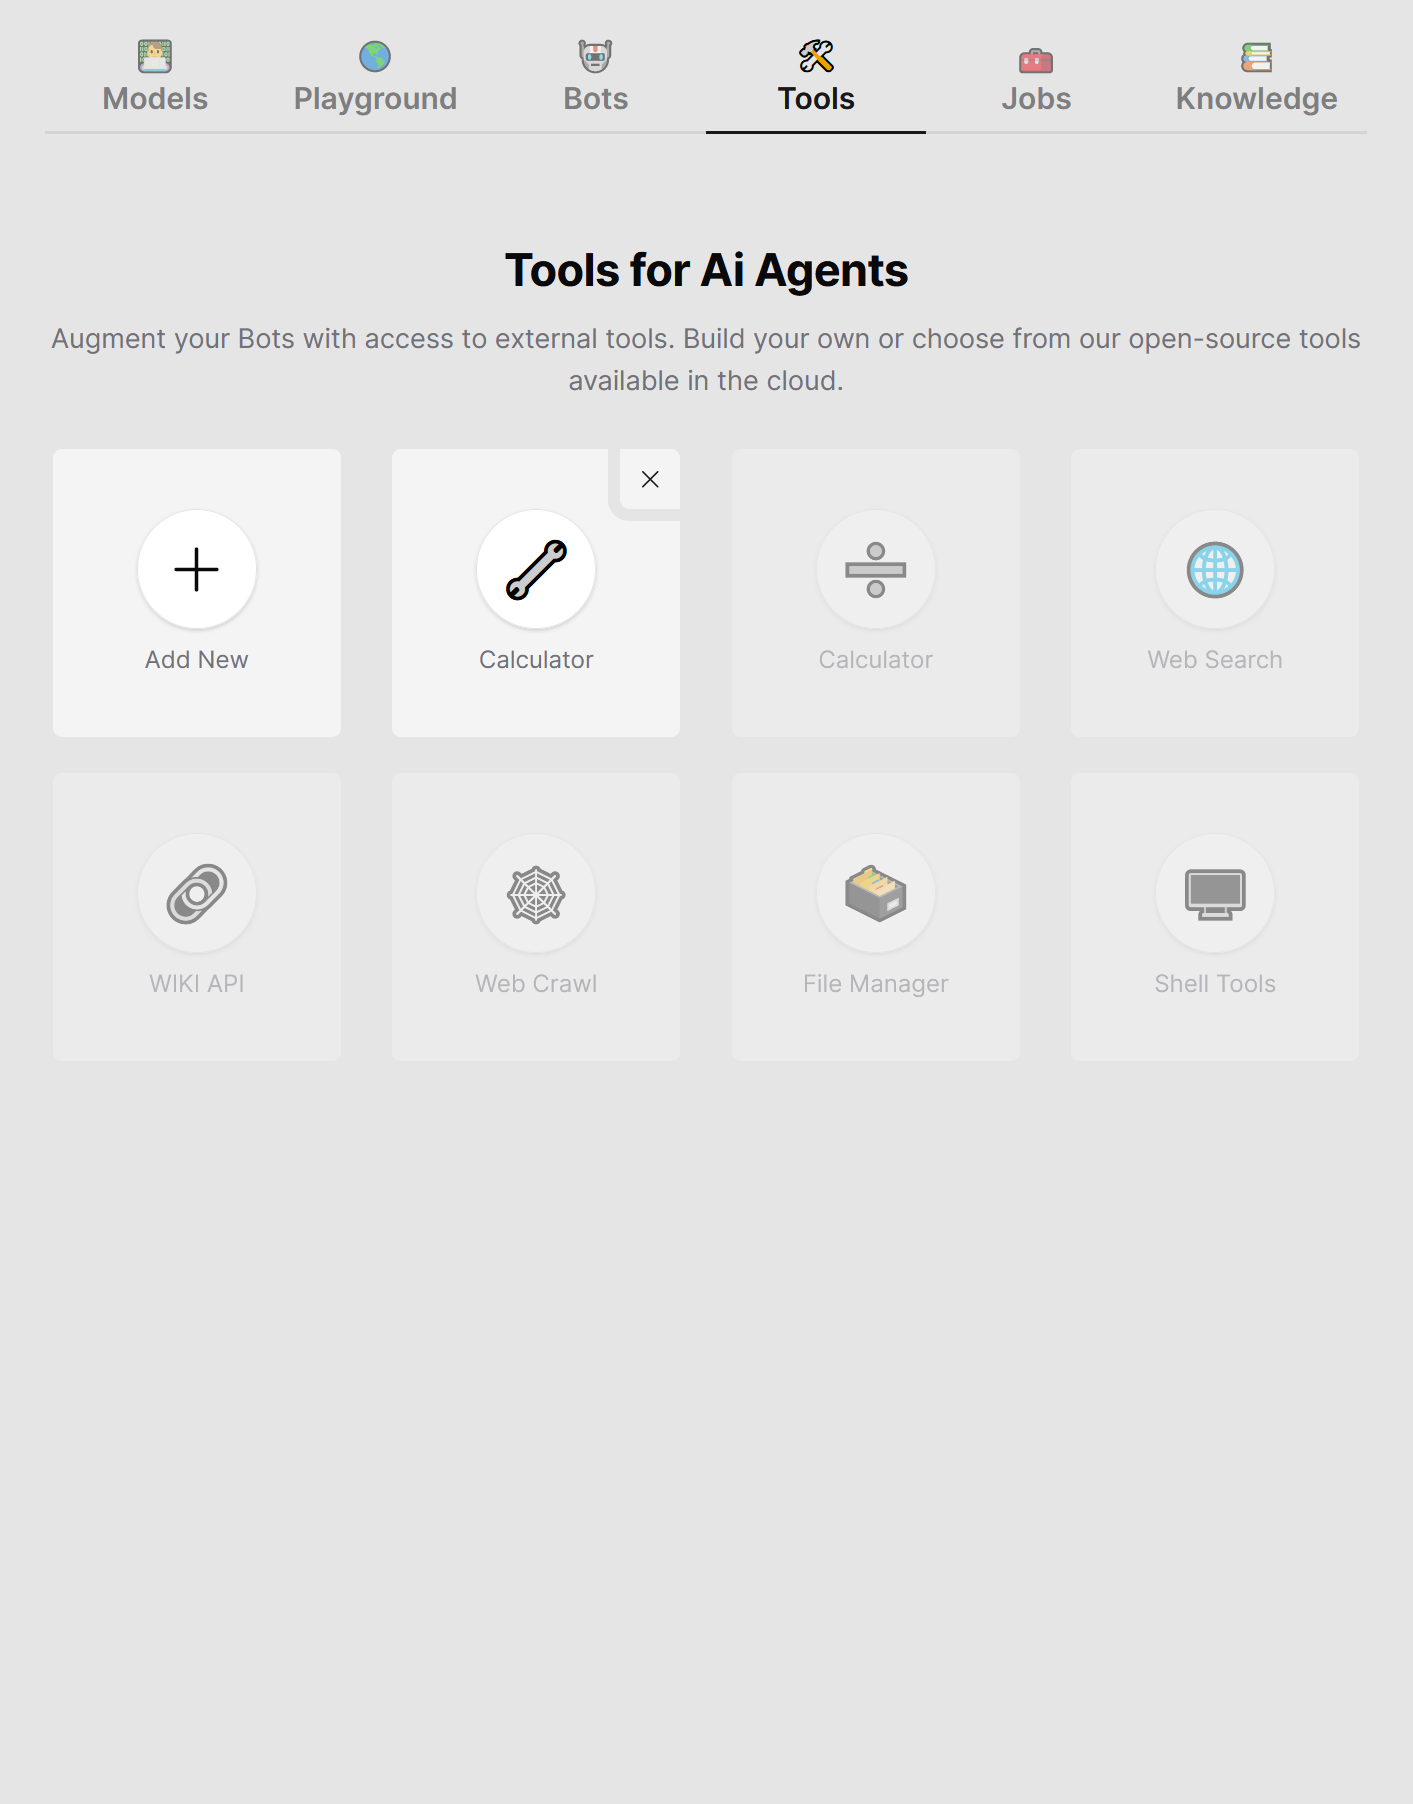 Models
Playground
Bots
Tools
Jobs
Knowledge
Tools for Ai Agents
Augment your Bots with access to external tools. Build your own or choose from our open-source tools
available in the cloud.
Add New
Calculator
Calculator
Web Search
WIKI API
Web Crawl
File Manager
Shell Tools